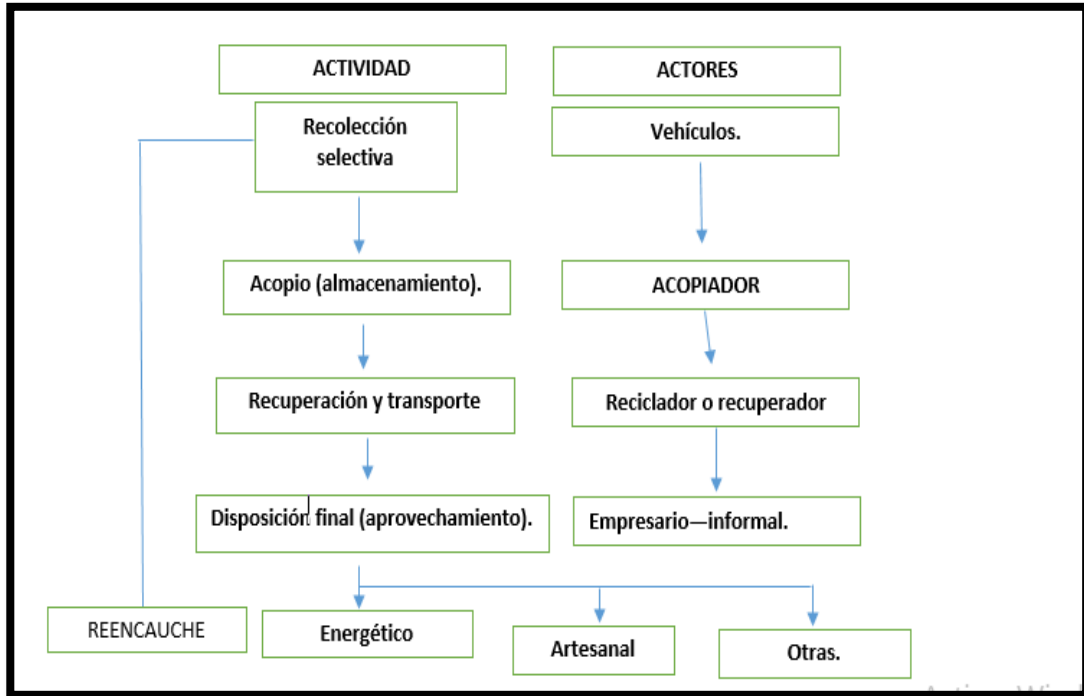 ACTIVIDAD
ACTORES
Recolección
selectiva
Vehículos.
Acopio (almacenamiento).
ACOPIADOR
Recuperación y transporte
Reciclador o recuperador
Disposición final (aprovechamiento).
Empresario—informal.
REENCAUCHE
Energético
Artesanal
Otras.